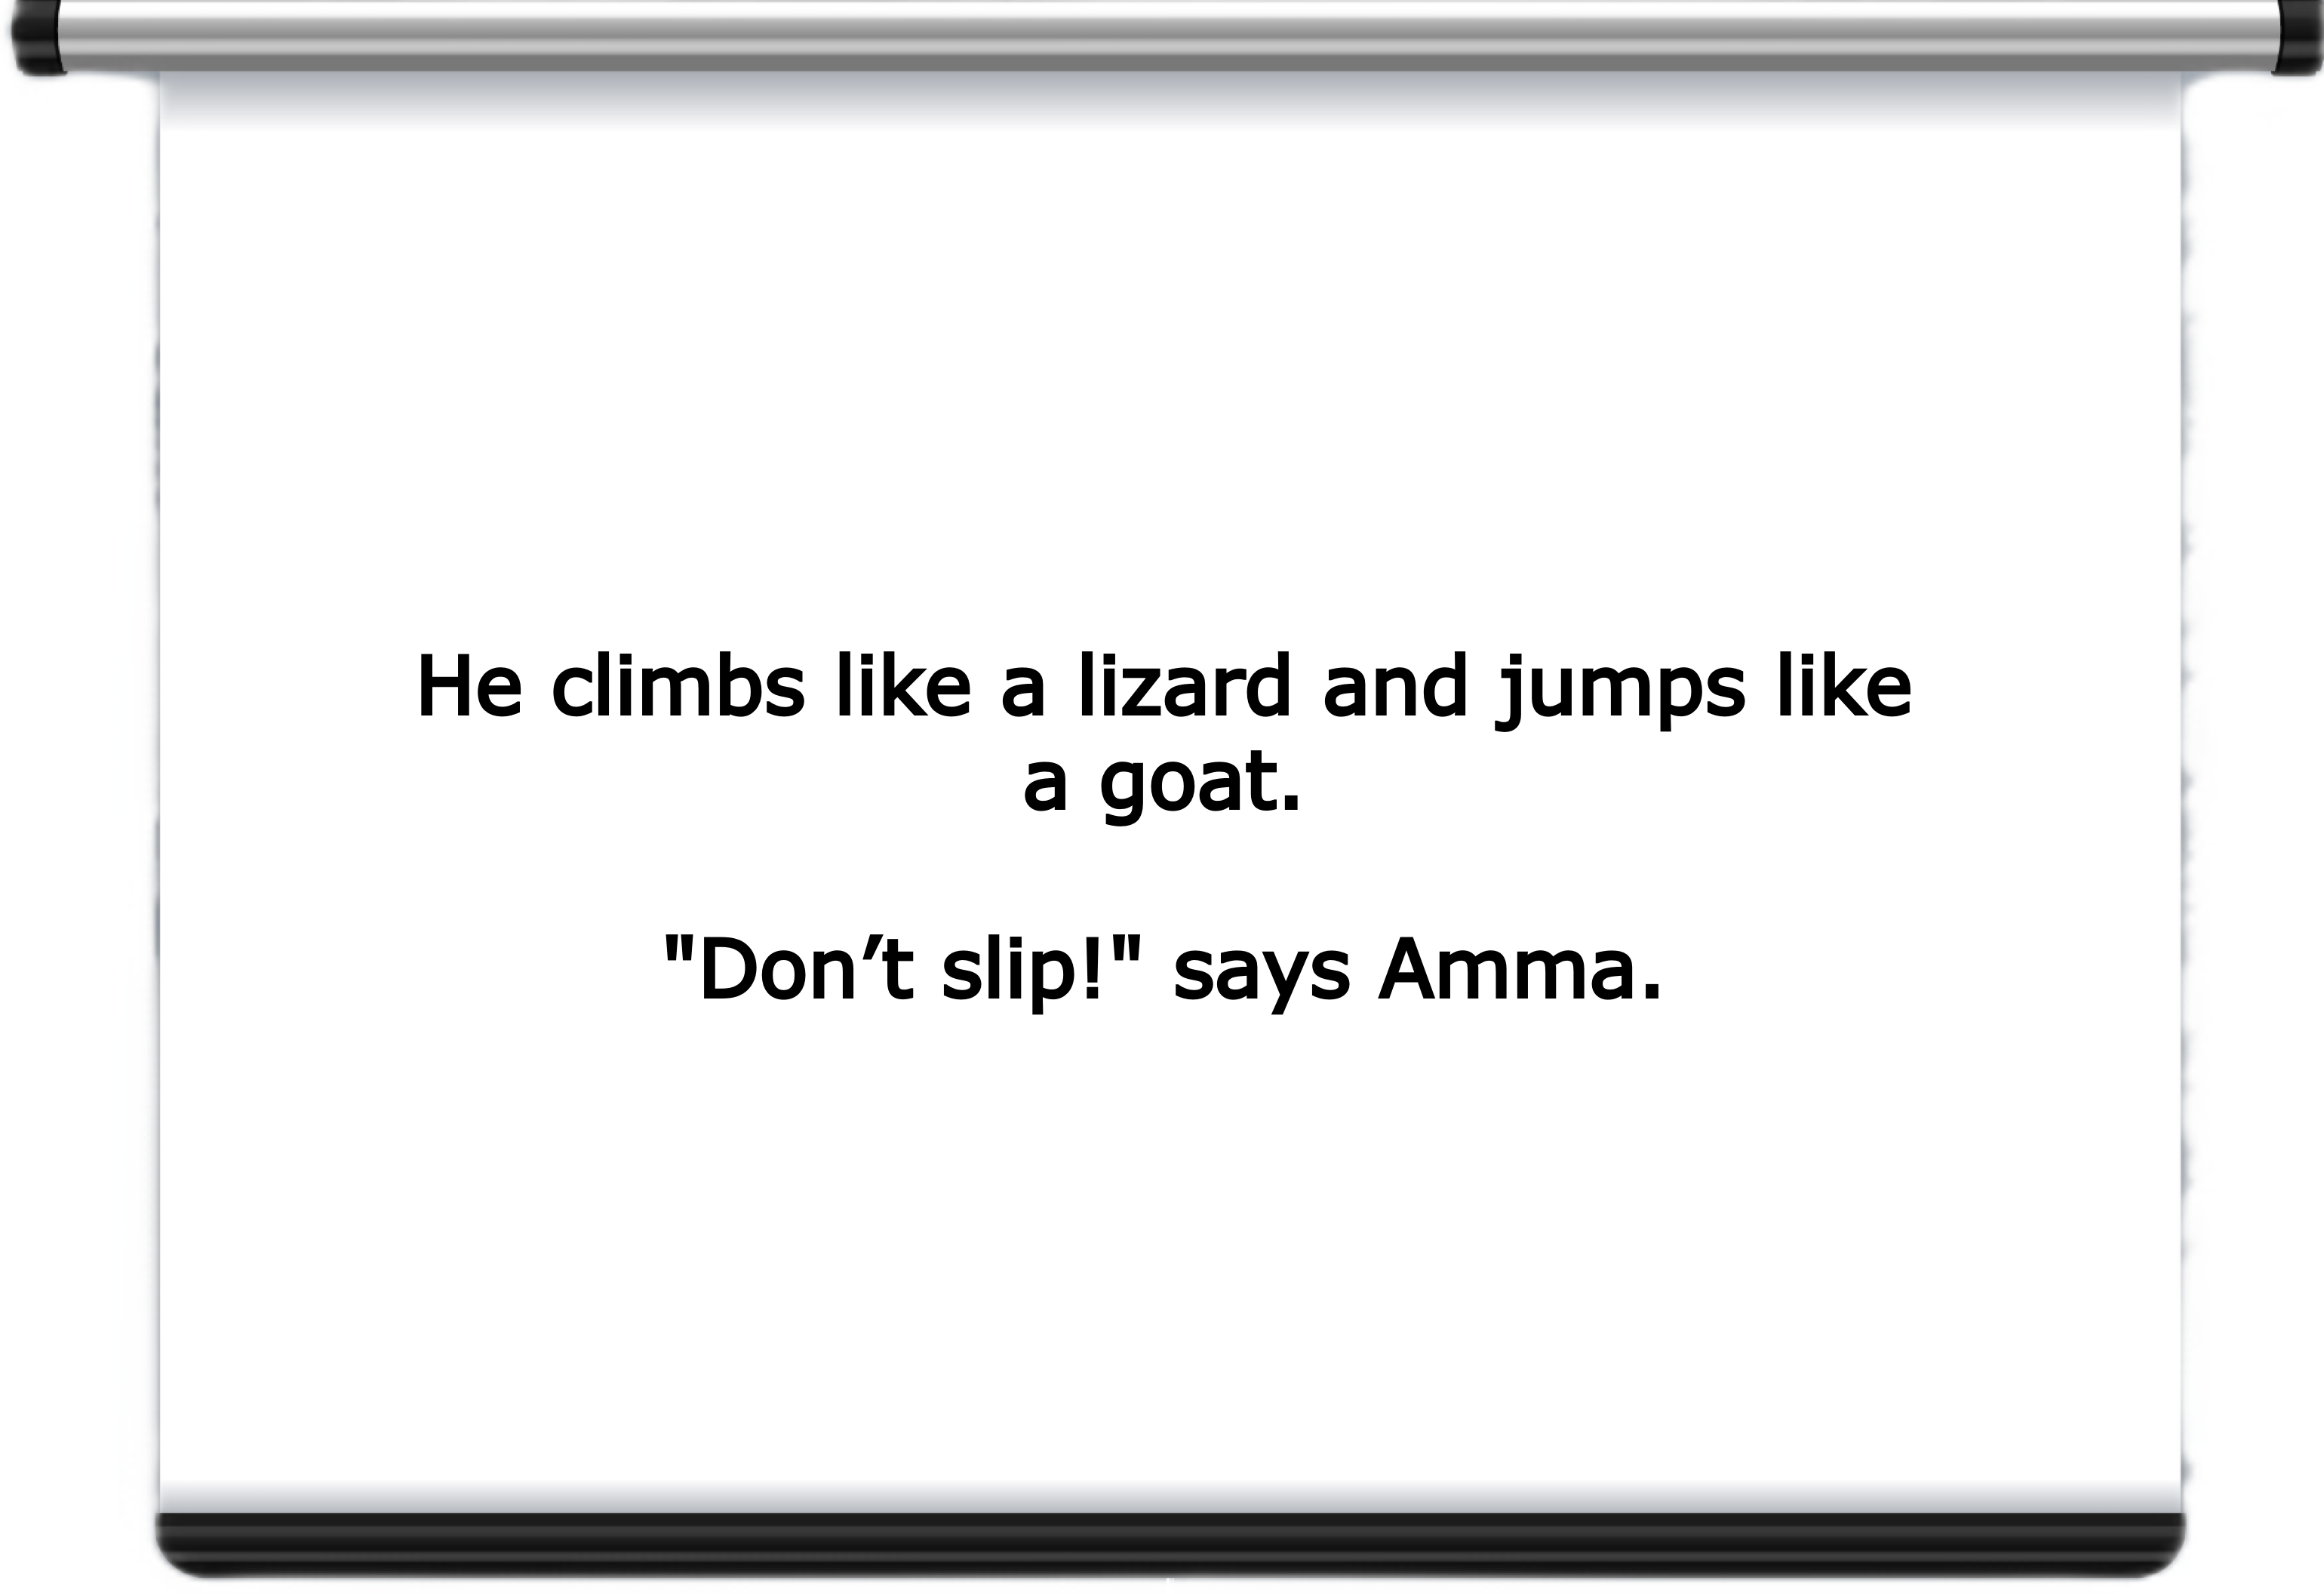 He climbs like a lizard and jumps like
a goat.
"Don’t slip!" says Amma.